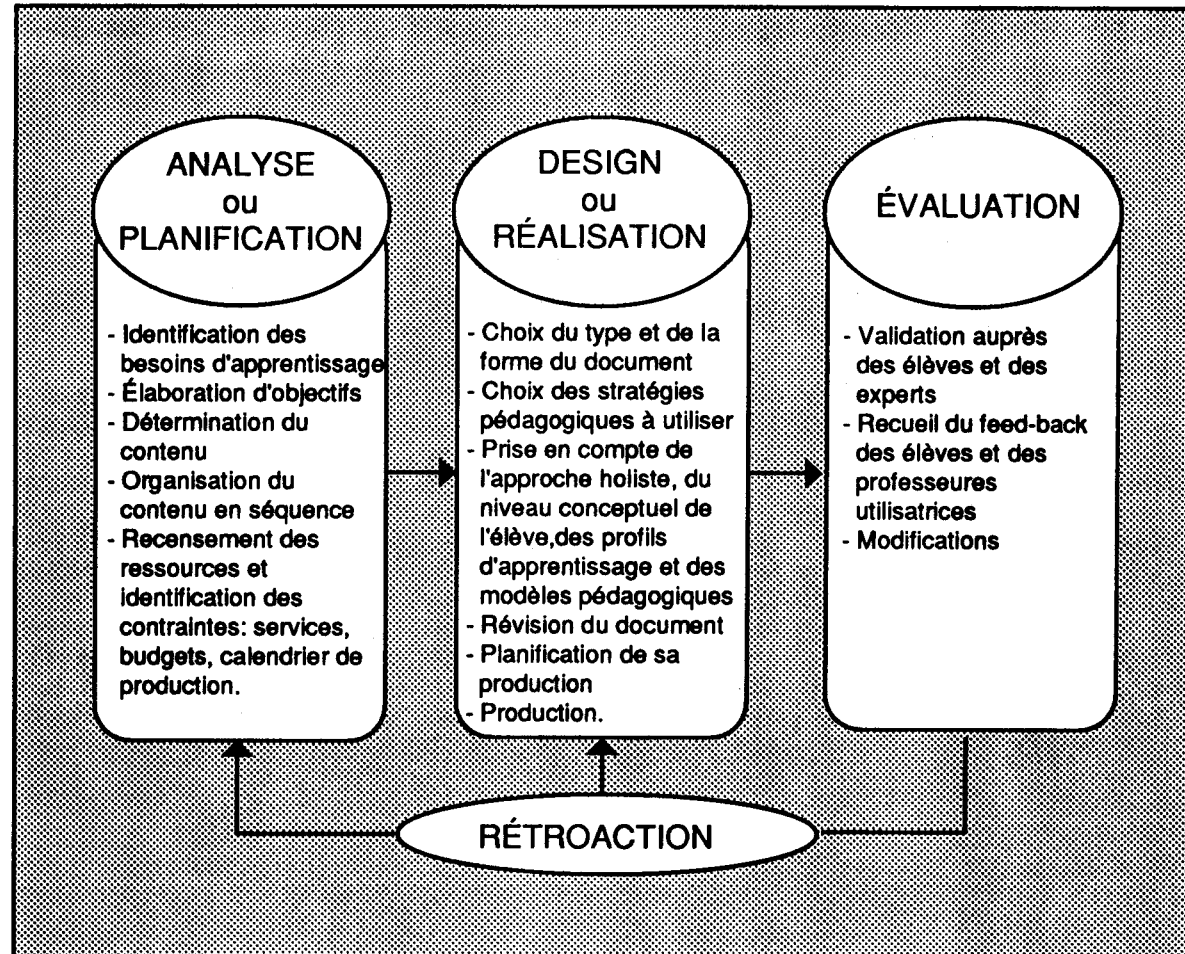 ANALYSE
ou
PLANIFICATION
- Identification des
besoins d'apprentissage
- Élaboration d'objectifs
- Détermination du
contenu
- Organisation du
contenu en séquence
- Recensement des
ressources et
identification des
contraintes: services,
budgets, calendrier de
production.
DESIGN
ou
RÉALISATION
- Choix du type et de la
forme du document
- Choix des stratégies
pédagogiques à utiliser
- Prise en compte de
l'approche holiste, du
niveau conceptuel de
l'élève,des profils
d'apprentissage et des
modèles pédagogiques
- Révision du document
- Planification de sa
production
- Production.
ÉVALUATION
- Validation auprès
des élèves et des
experts
- Recueil du feed-back
des élèves et des
professeures
utilisatrices
- Modifications
RÉTROACTION